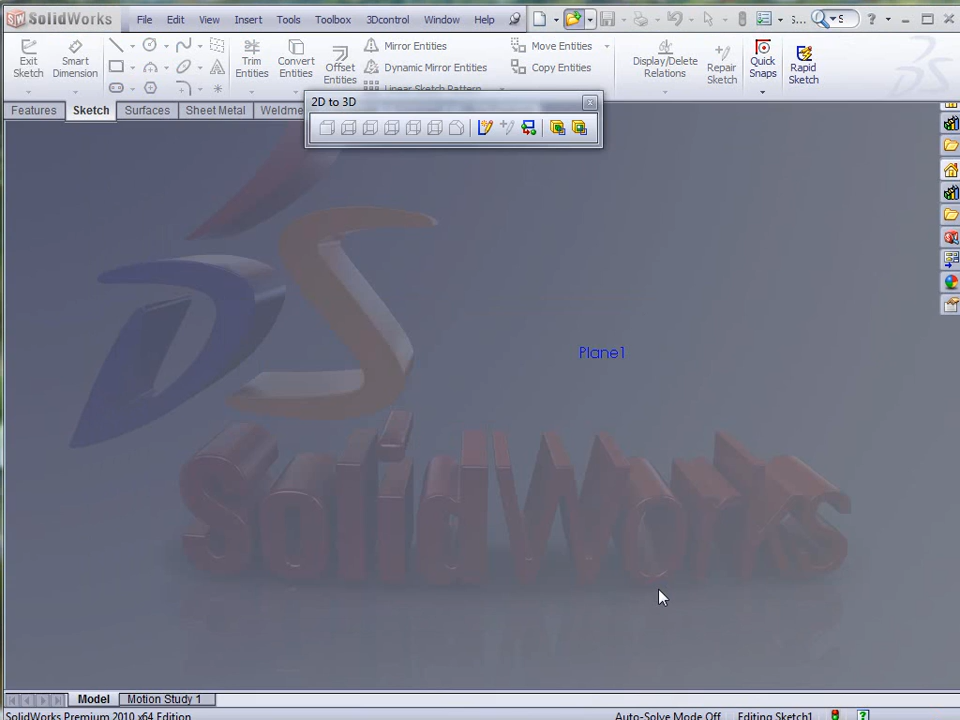 SolidWorks File Edit View Insert Tools Toolbox 3Dcontrol Window Help S... S
Exit Sketch
Smart Dimension
Trim Entities
Convert Entities
Offset Entities
Mirror Entities
Dynamic Mirror Entities
Linear Sketch Pattern
Move Entities
Copy Entities
Display/Delete Relations
Repair Sketch
Quick Snaps
Rapid Sketch
Features Sketch Surfaces Sheet Metal Weldme
2D to 3D
Plane1
SolidWorks
Model Motion Study 1
SolidWorks Premium 2010 x64 Edition Auto-Solve Mode Off Editing Sketch1